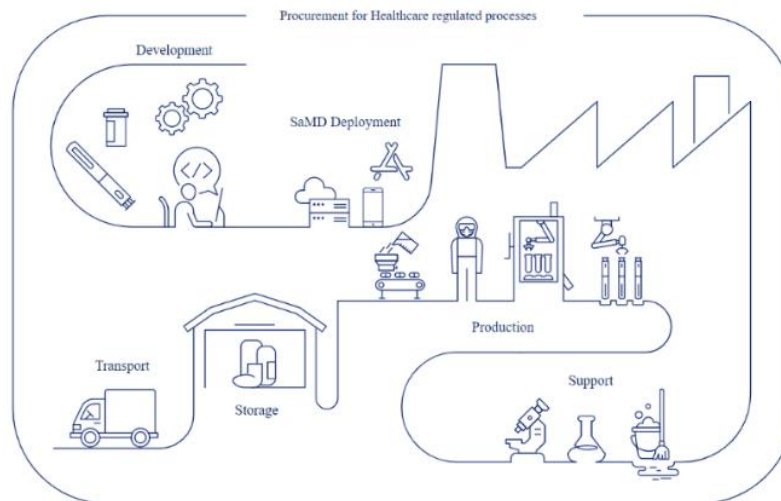 Procurement for Healthcare regulated processes
Development
SaMD Deployment
</>
Production
Transport
Storage
Support